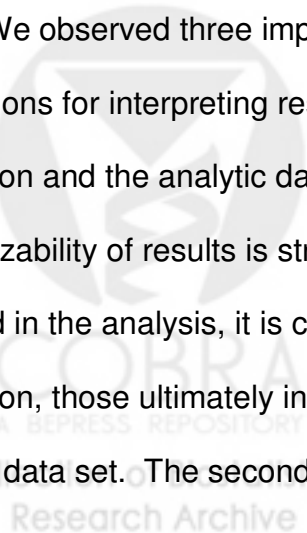 We observed three imp
ons for interpreting res
on and the analytic da
zability of results is str
d in the analysis, it is c
COBRA
on, those ultimately in
A BEPRESS REPOSITORY
data set. The second
Research Archive